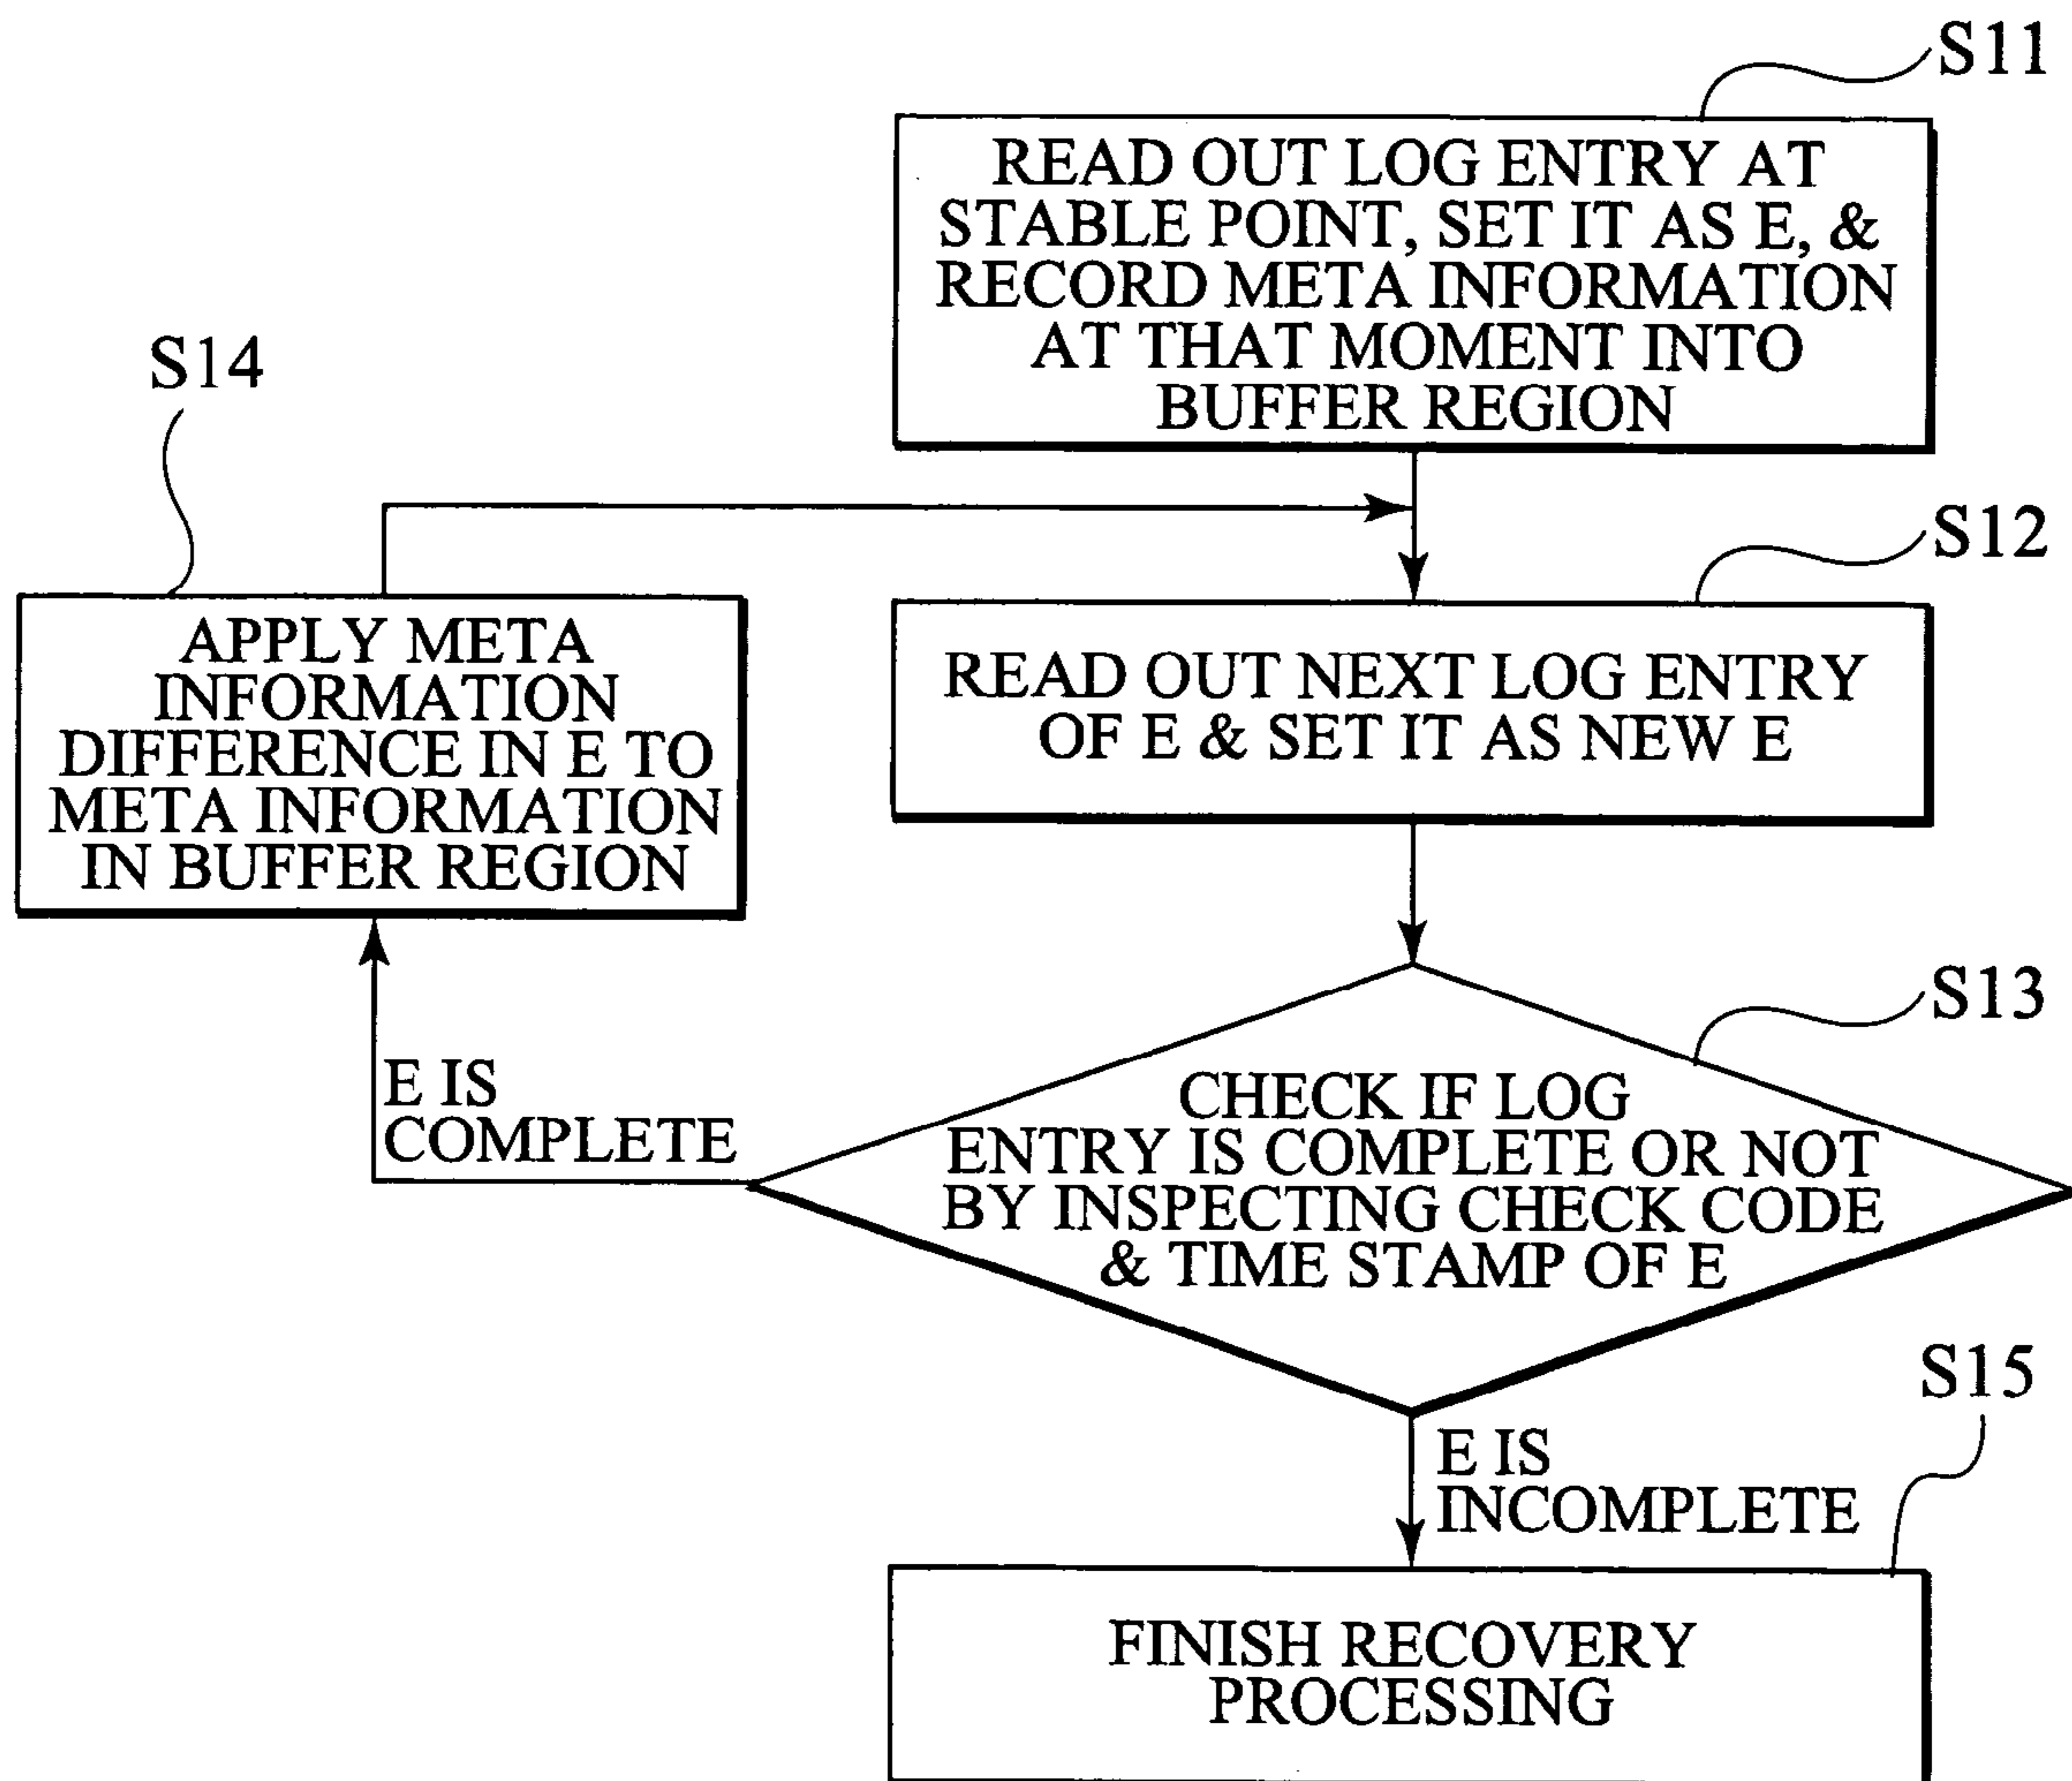 S11
READ OUT LOG ENTRY AT
STABLE POINT, SET IT AS E, &
RECORD META INFORMATION
AT THAT MOMENT INTO
BUFFER REGION
S14
S12
APPLY META
INFORMATION
DIFFERENCE IN E TO
META INFORMATION
IN BUFFER REGION
READ OUT NEXT LOG ENTRY
OF E & SET IT AS NEW E
S13
E IS
COMPLETE
CHECK IF LOG
ENTRY IS COMPLETE OR NOT
BY INSPECTING CHECK CODE
& TIME STAMP OF E
S15
E IS
INCOMPLETE
FINISH RECOVERY
PROCESSING